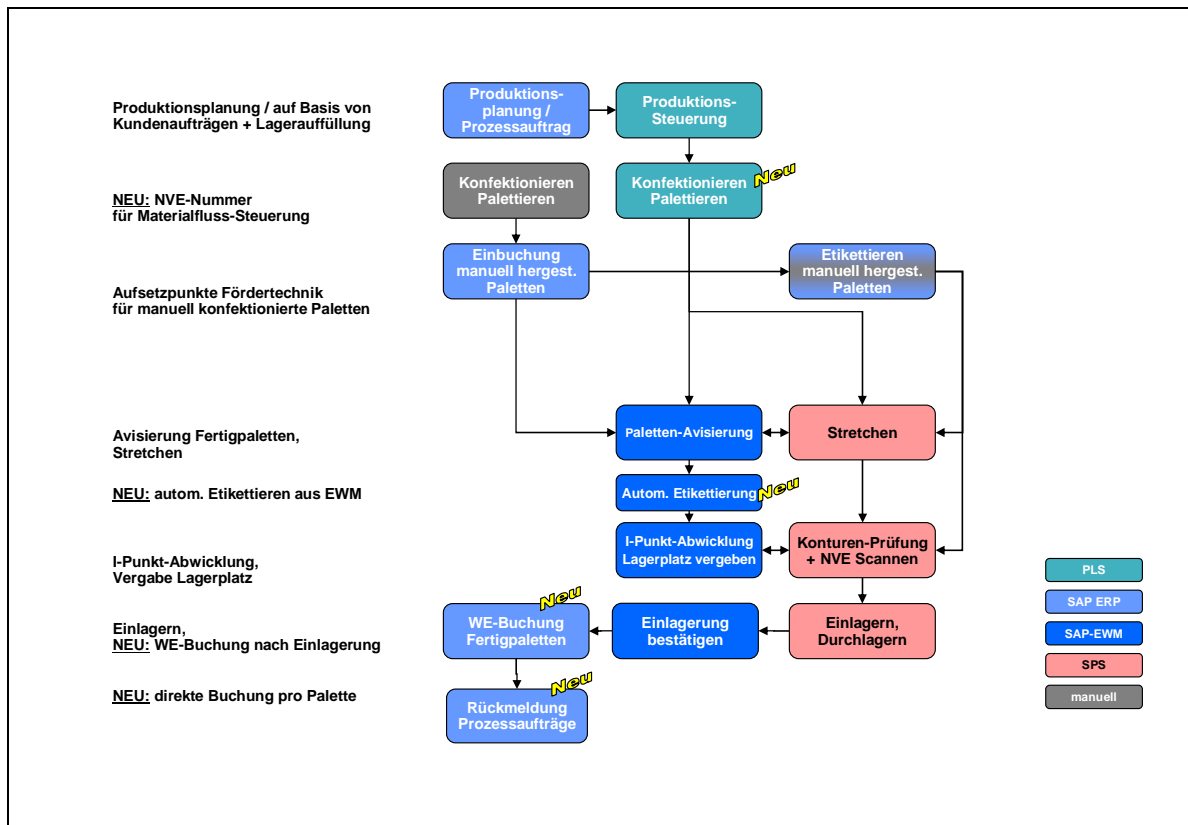 Produktionsplanung / auf Basis von
Kundenaufträgen + Lagerauffüllung
Produktions-
planung /
Prozessauftrag
Produktions-
Steuerung
NEU: NVE-Nummer
für Materialfluss-Steuerung
Konfektionieren
Palettieren
Konfektionieren
Palettieren
Neu
Aufsetzpunkte Fördertechnik
für manuell konfektionierte Paletten
Einbuchung
manuell hergest.
Paletten
Etikettieren
manuell hergest.
Paletten
Avisierung Fertigpaletten,
Stretchen
Paletten-Avisierung
Stretchen
NEU: autom. Etikettieren aus EWM
Autom. Etikettierung
Neu
I-Punkt-Abwicklung,
Vergabe Lagerplatz
I-Punkt-Abwicklung
Lagerplatz vergeben
Konturen-Prüfung
+ NVE Scannen
Einlagern,
NEU: WE-Buchung nach Einlagerung
WE-Buchung
Fertigpaletten
Neu
Einlagerung
bestätigen
Einlagern,
Durchlagern
NEU: direkte Buchung pro Palette
Rückmeldung
Prozessaufträge
Neu
PLS
SAP ERP
SAP-EWM
SPS
manuell